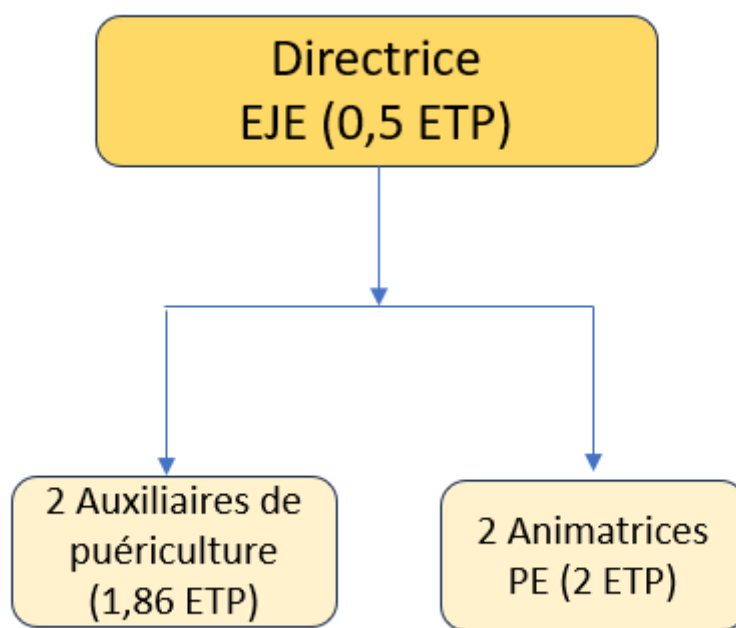 Directrice
EJE (0,5 ETP)
2 Auxiliaires de
puériculture
(1,86 ETP)
2 Animatrices
PE (2 ETP)